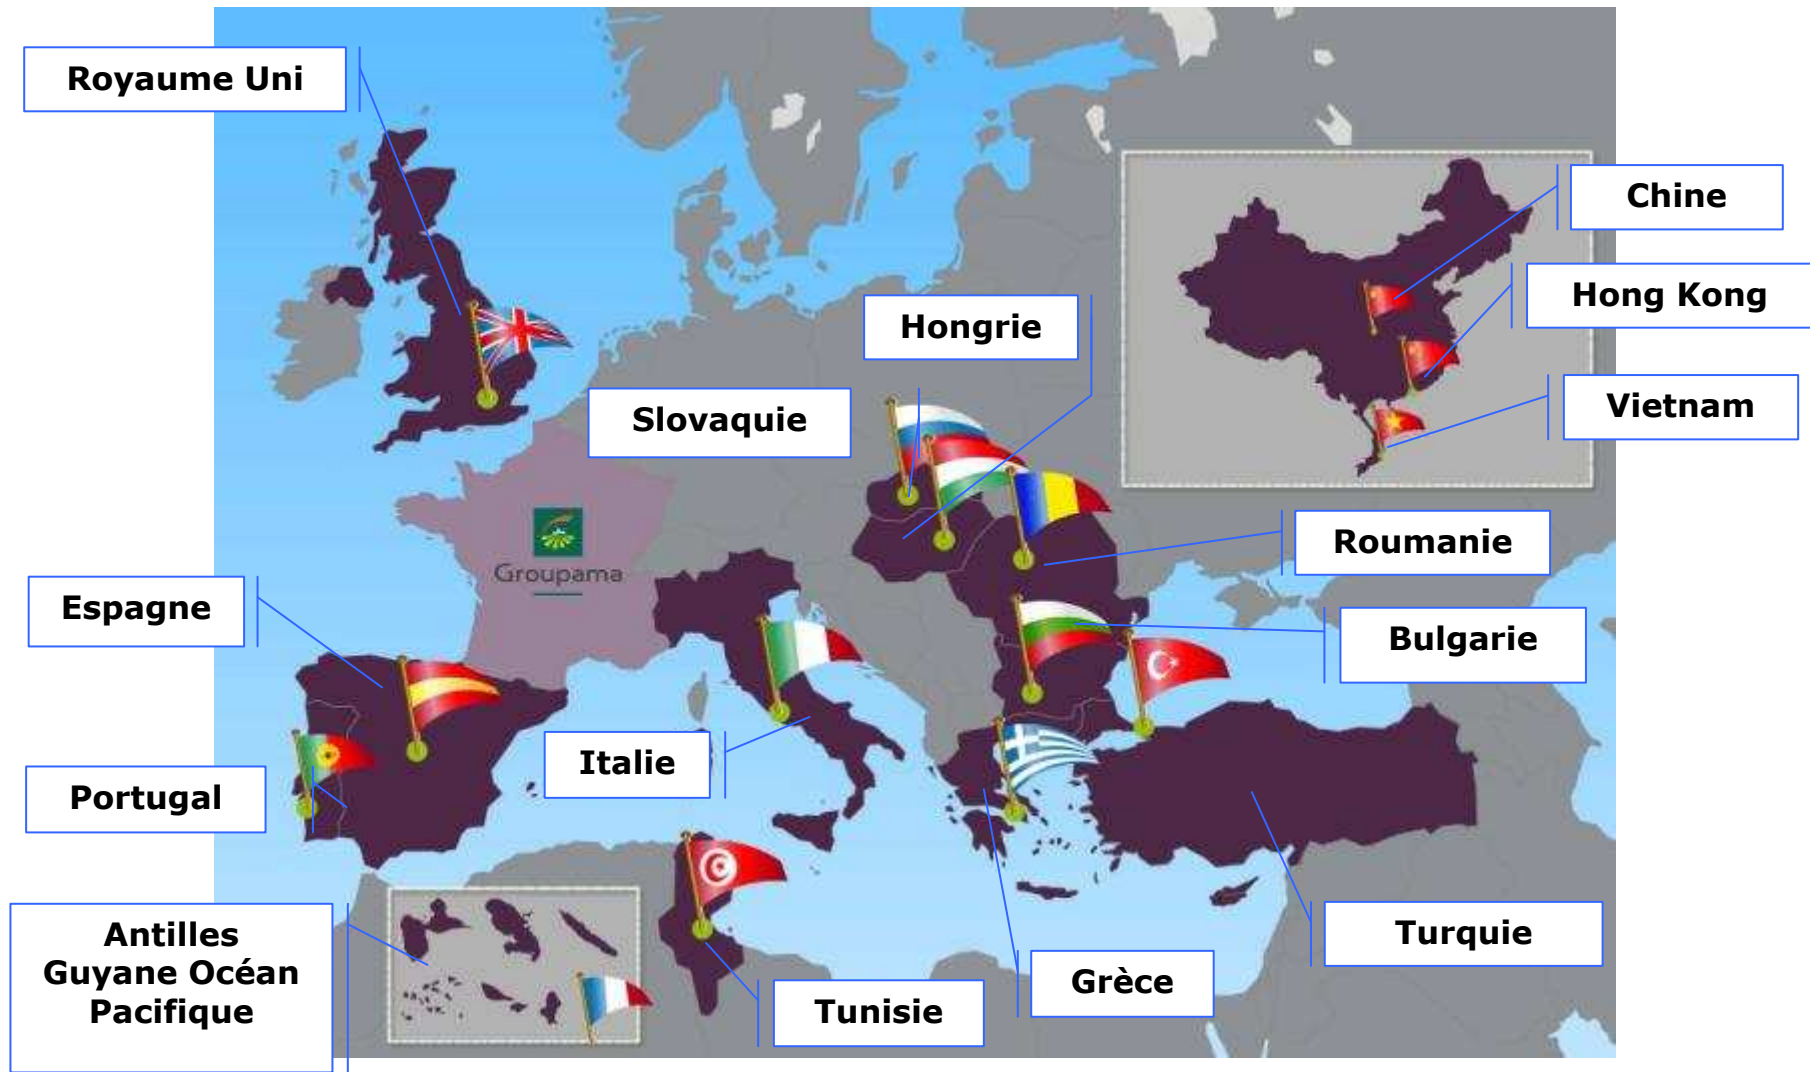 Royaume Uni
Chine
Hong Kong
Hongrie
Slovaquie
Vietnam
Roumanie
Groupama
Espagne
Bulgarie
Italie
Portugal
Antilles
Guyane Océan
Pacifique
Turquie
Grèce
Tunisie